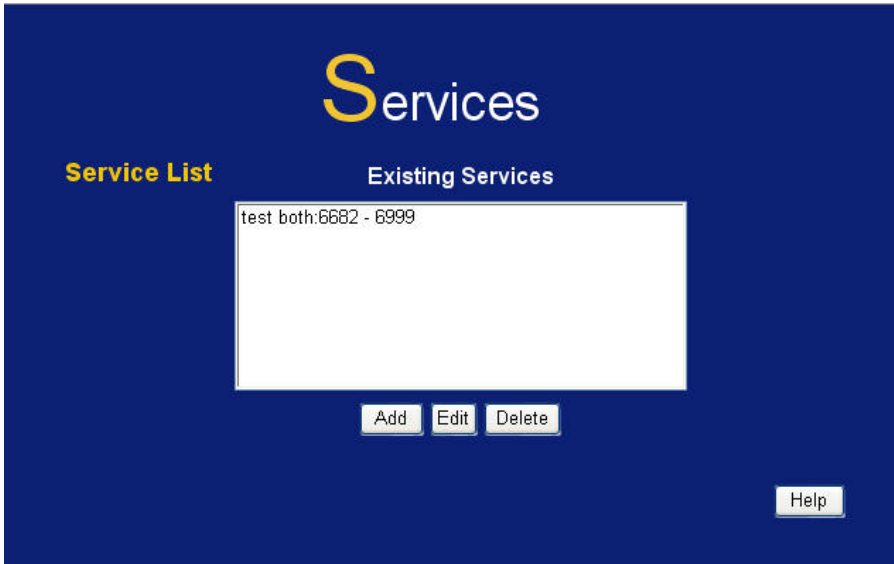 Services
Service List
Existing Services
test both:6682 - 6999
Add Edit Delete
Help